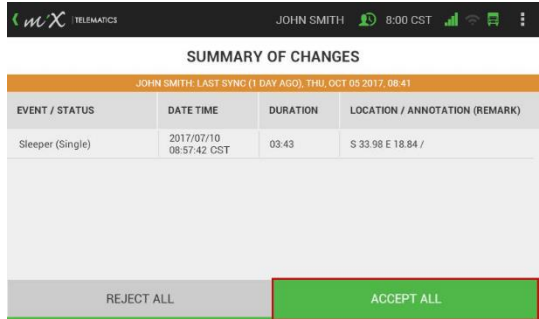 miX TELEMATICS JOHN SMITH 8:00 CST
SUMMARY OF CHANGES
JOHN SMITH: LAST SYNC (1 DAY AGO), THU, OCT 05 2017, 08:41
EVENT / STATUS DATE TIME DURATION LOCATION / ANNOTATION (REMARK)
Sleeper (Single) 2017/07/10 03:43 S 33.98 E 18.84 /
08:57:42 CST
REJECT ALL ACCEPT ALL